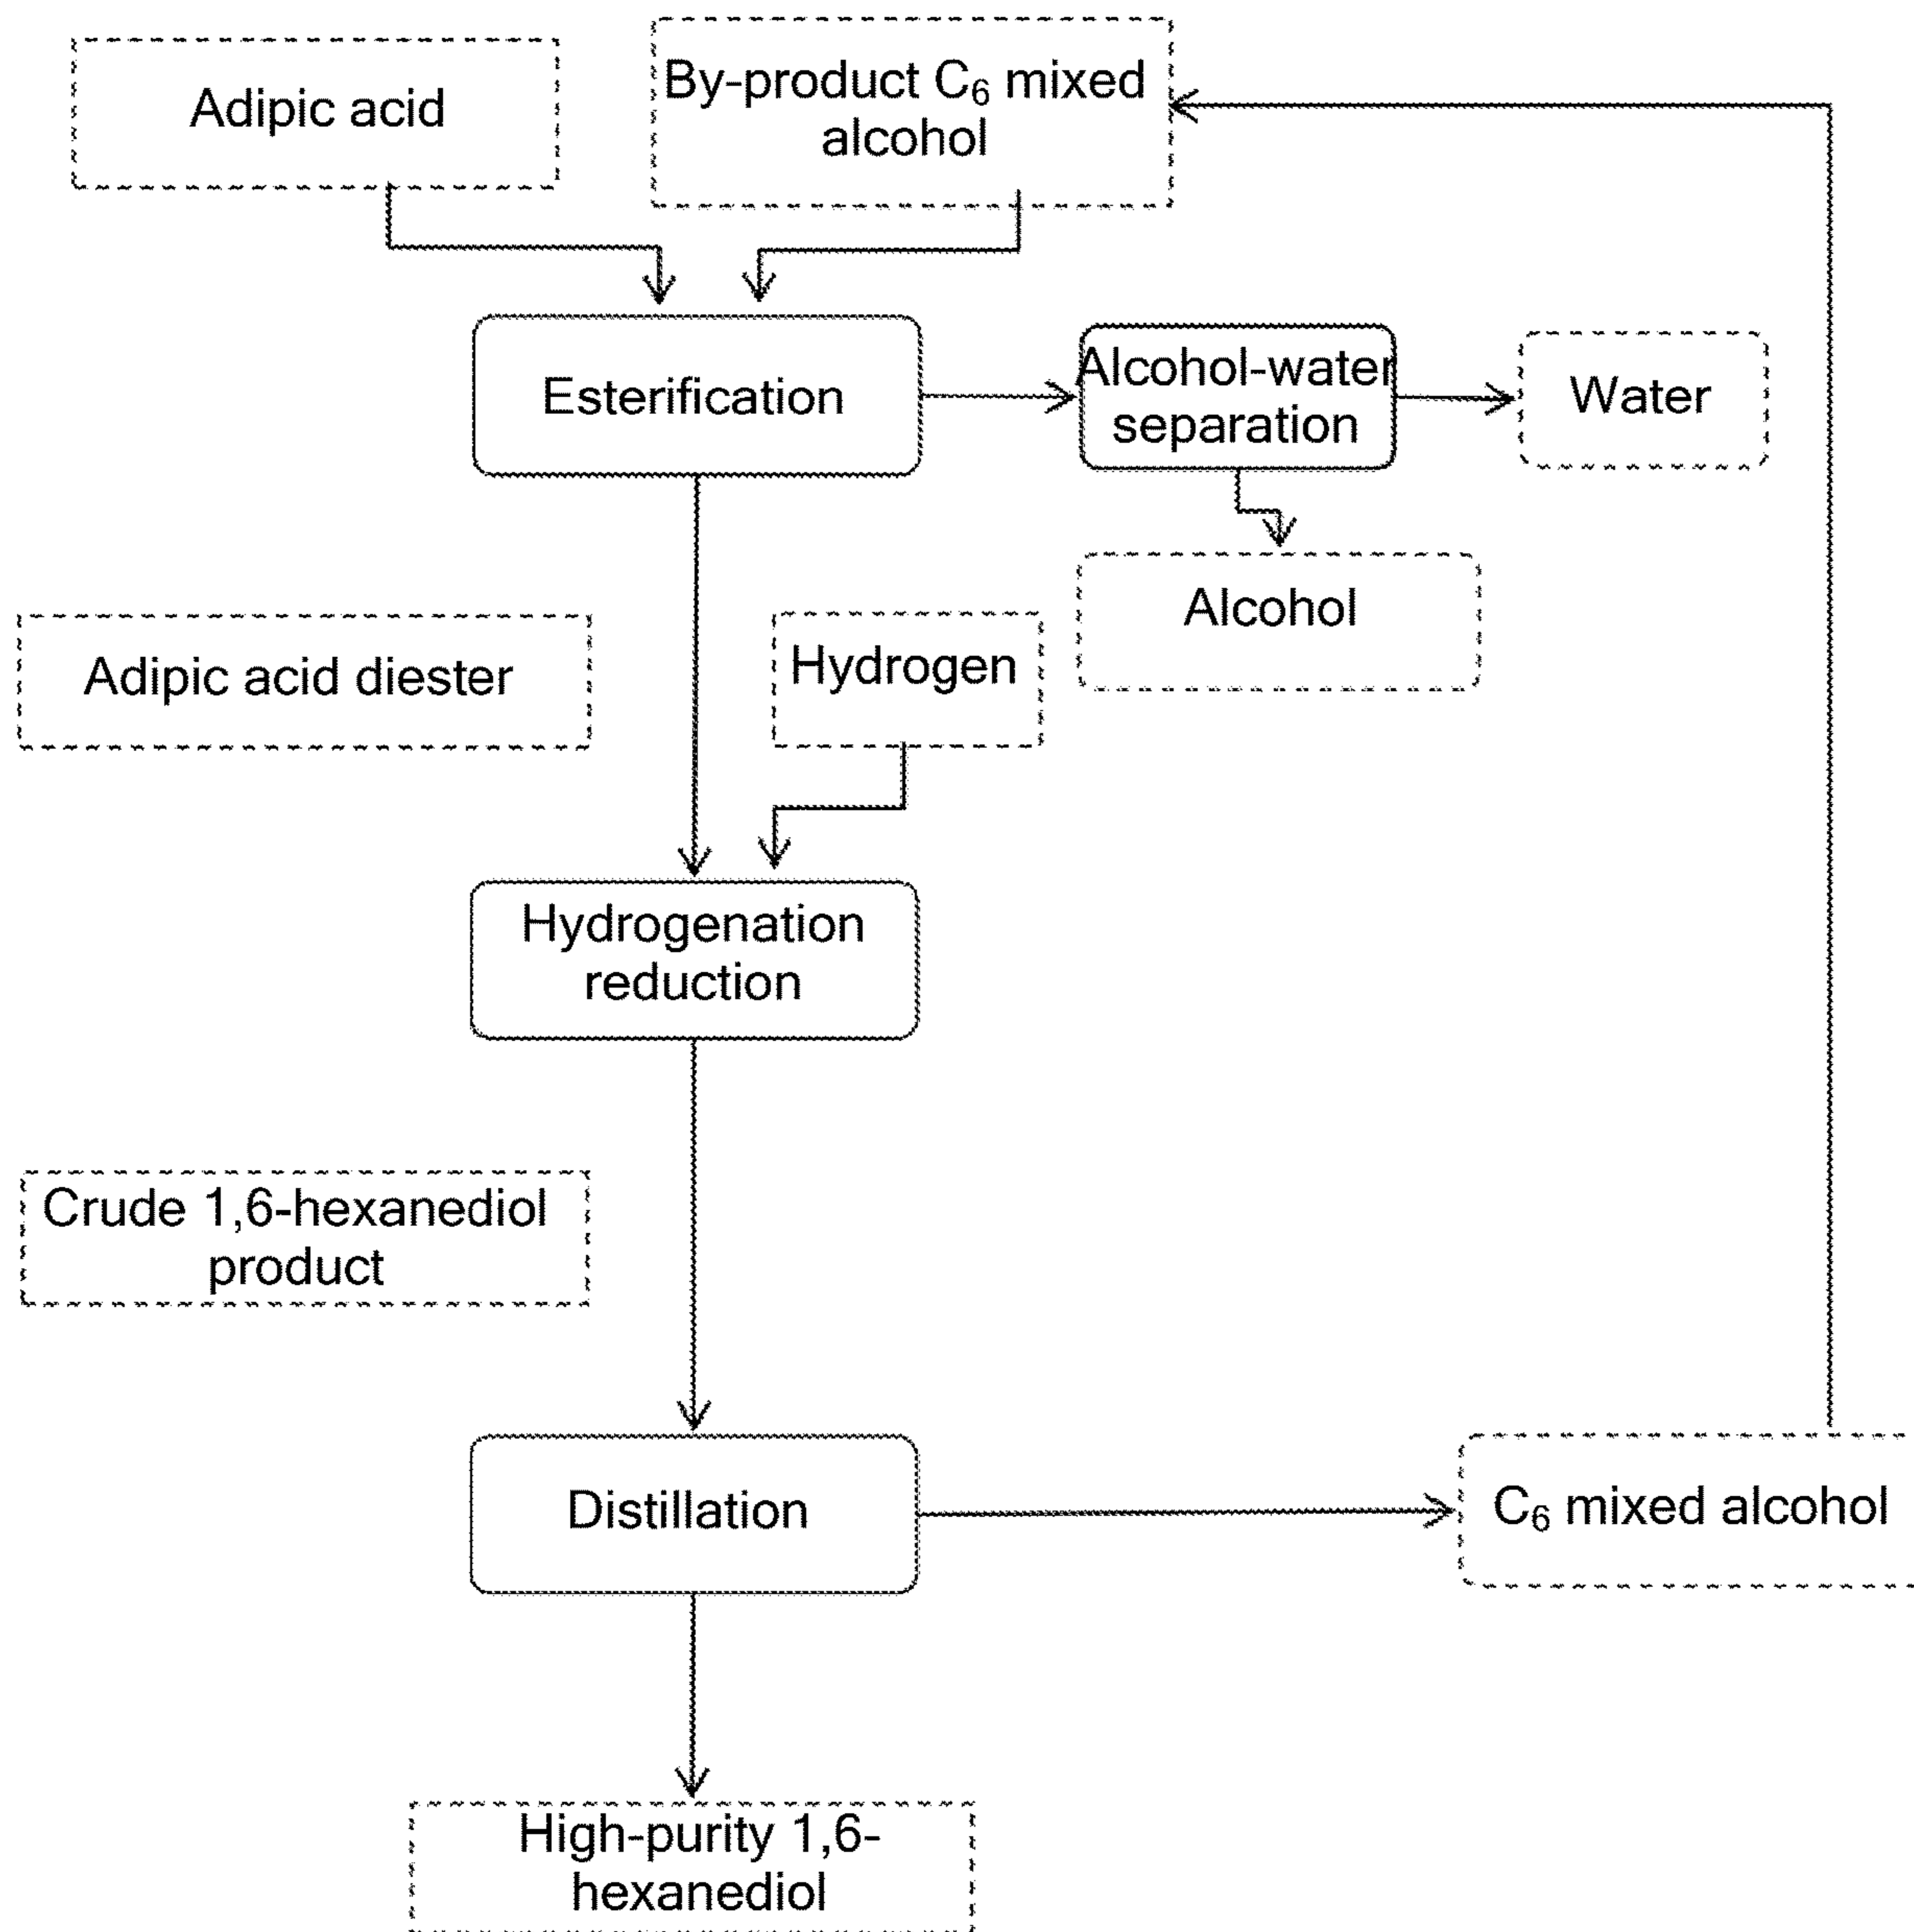 Adipic acid
By-product C₆ mixed
alcohol
Esterification
Alcohol-water
separation
Water
Alcohol
Adipic acid diester
Hydrogen
Hydrogenation
reduction
Crude 1,6-hexanediol
product
Distillation
C₆ mixed alcohol
High-purity 1,6-
hexanediol